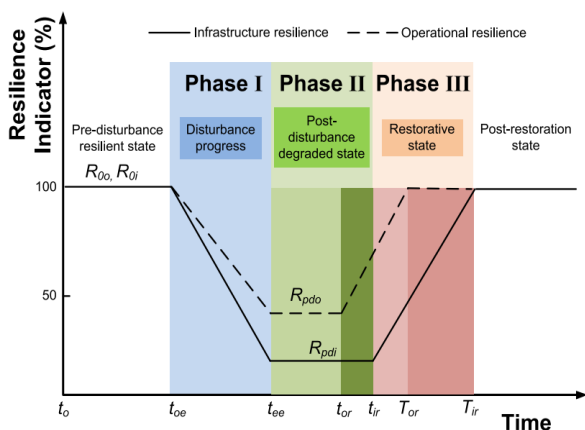 Infrastructure resilience
Operational resilience
Resilience
Indicator (%)
Phase I
Phase II
Phase III
Pre-disturbance
resilient state
Disturbance
progress
Post-
disturbance
degraded state
Restorative
state
Post-restoration
state
R0o, R0i
100
50
Rpdo
Rpdi
0
to
toe
tee
tor
tir
Tor
Tir
Time